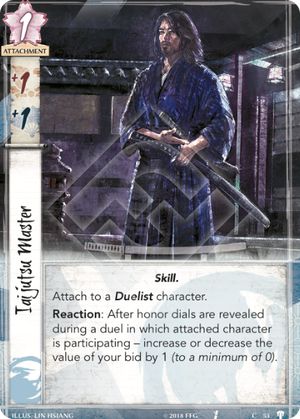 1
ATTACHMENT
+1
+1
Iaijutsu Master
Skill.
Attach to a Duelist character.
Reaction: After honor dials are revealed
during a duel in which attached character
is participating – increase or decrease the
value of your bid by 1 (to a minimum of 0).
ILLUS: LIN HSIANG
© 2018 FFG